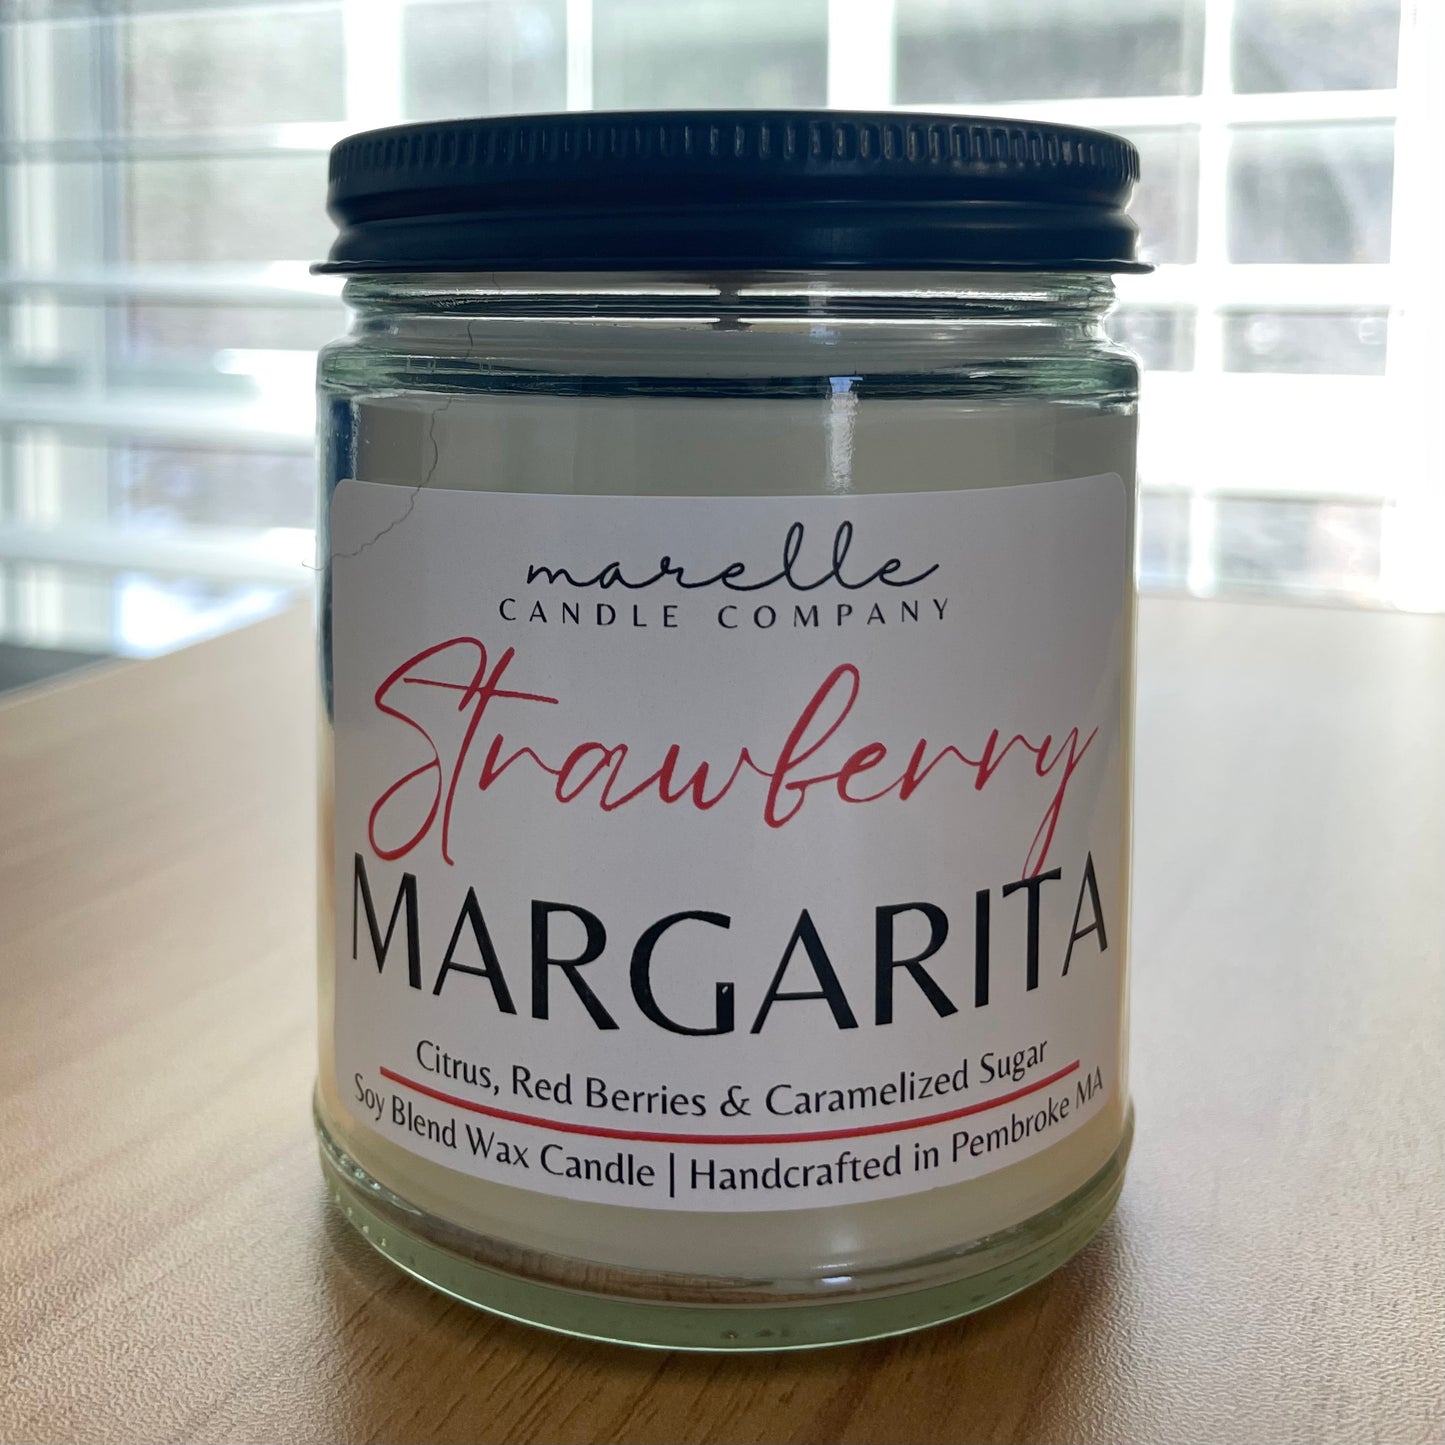 marelle
CANDLE COMPANY
Strawberry
MARGARITA
Citrus, Red Berries & Caramelized Sugar
Soy Blend Wax Candle | Handcrafted in Pembroke MA